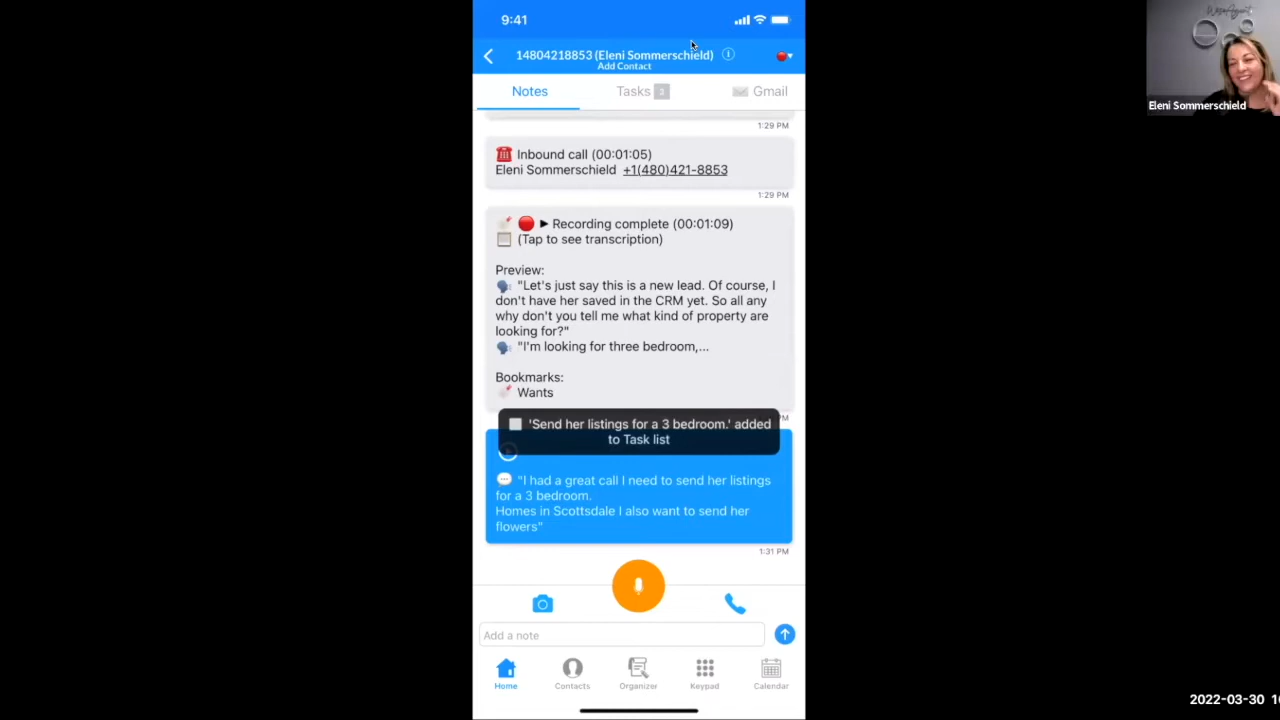 9:41
14804218853 (Eleni Sommerschield)
Add Contact
Notes
Tasks 3
Gmail
1:29 PM
Inbound call (00:01:05)
Eleni Sommerschield +1(480)421-8853
1:29 PM
Recording complete (00:01:09)
(Tap to see transcription)
Preview:
"Let's just say this is a new lead. Of course, I
don't have her saved in the CRM yet. So all any
why don't you tell me what kind of property are
looking for?"
"I'm looking for three bedroom,...
Bookmarks:
Wants
PM
'Send her listings for a 3 bedroom.' added
to Task list
"I had a great call I need to send her listings
for a 3 bedroom.
Homes in Scottsdale I also want to send her
flowers"
1:31 PM
Add a note
Home
Contacts
Organizer
Keypad
Calendar
WiseAgent
Eleni Sommerschield
2022-03-30